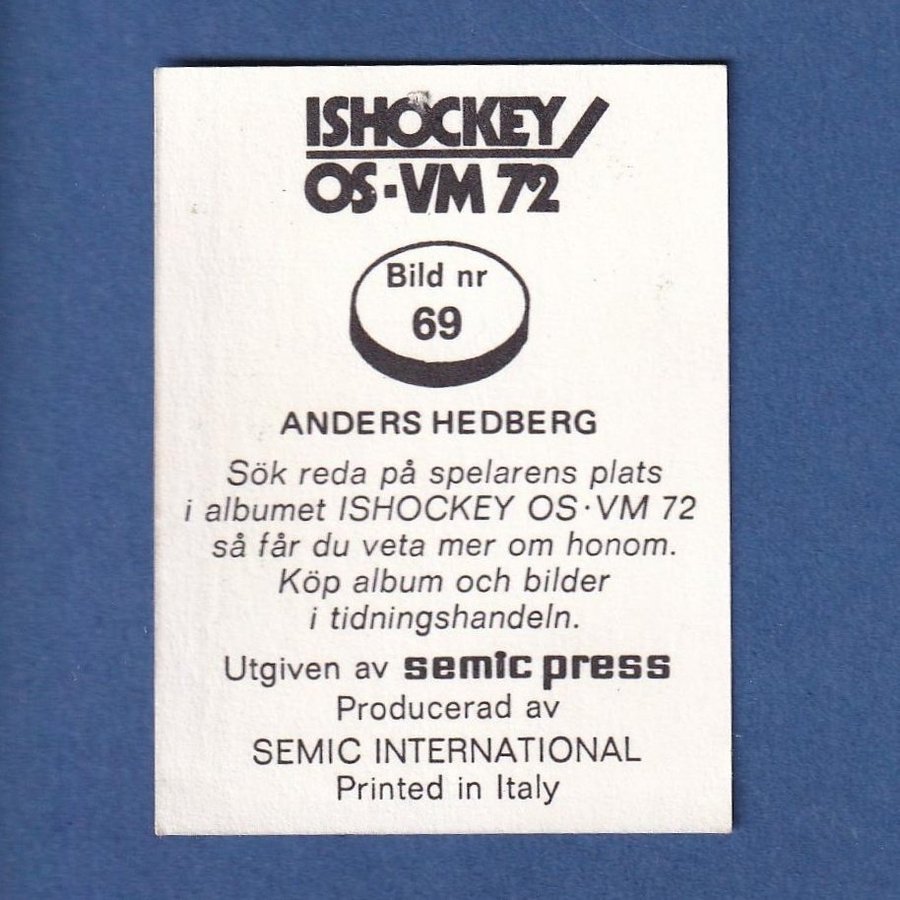 ISHOCKEY
OS·VM 72
Bild nr
69
ANDERS HEDBERG
Sök reda på spelarens plats
i albumet ISHOCKEY OS·VM 72
så får du veta mer om honom.
Köp album och bilder
i tidningshandeln.
Utgiven av semic press
Producerad av
SEMIC INTERNATIONAL
Printed in Italy